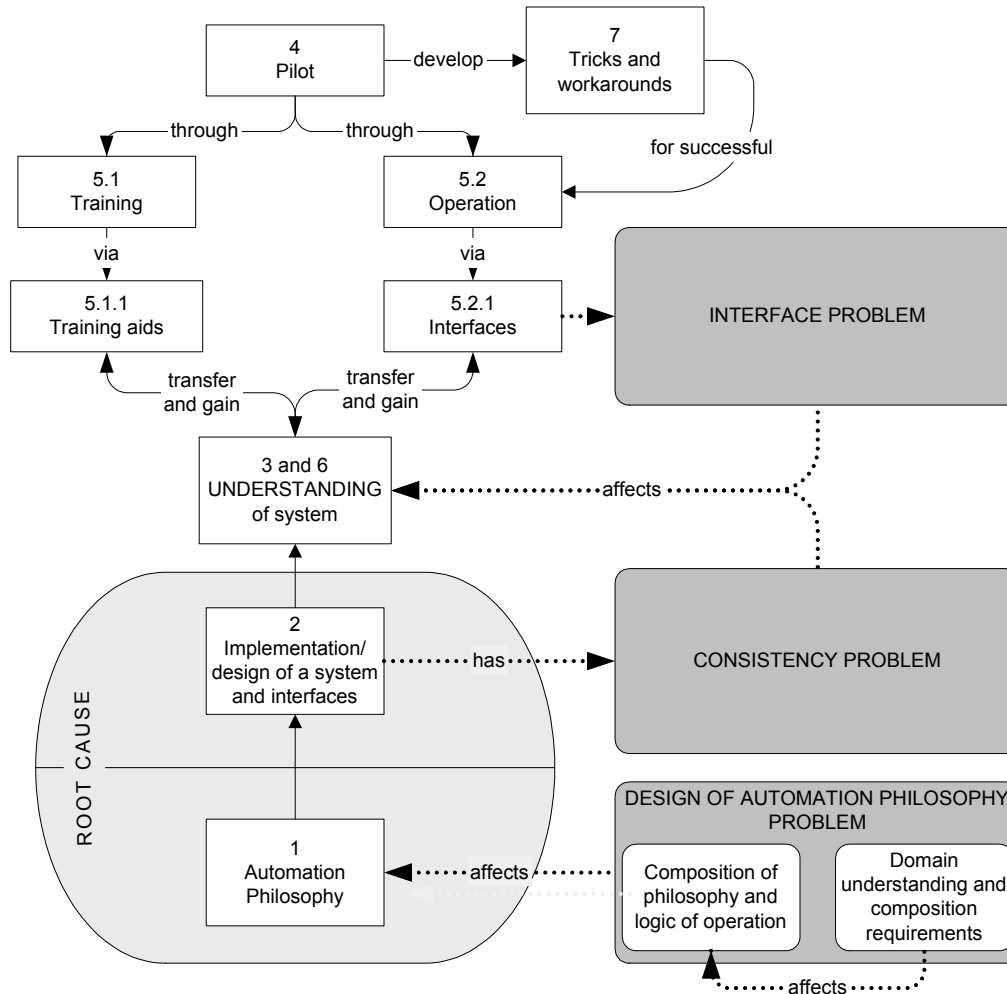 4
Pilot
develop
7
Tricks and
workarounds
through
through
for successful
5.1
Training
5.2
Operation
via
via
5.1.1
Training aids
5.2.1
Interfaces
INTERFACE PROBLEM
transfer
and gain
transfer
and gain
3 and 6
UNDERSTANDING
of system
affects
2
Implementation/
design of a system
and interfaces
has
CONSISTENCY PROBLEM
ROOT CAUSE
DESIGN OF AUTOMATION PHILOSOPHY
PROBLEM
1
Automation
Philosophy
affects
Composition of
philosophy and
logic of operation
Domain
understanding and
composition
requirements
affects